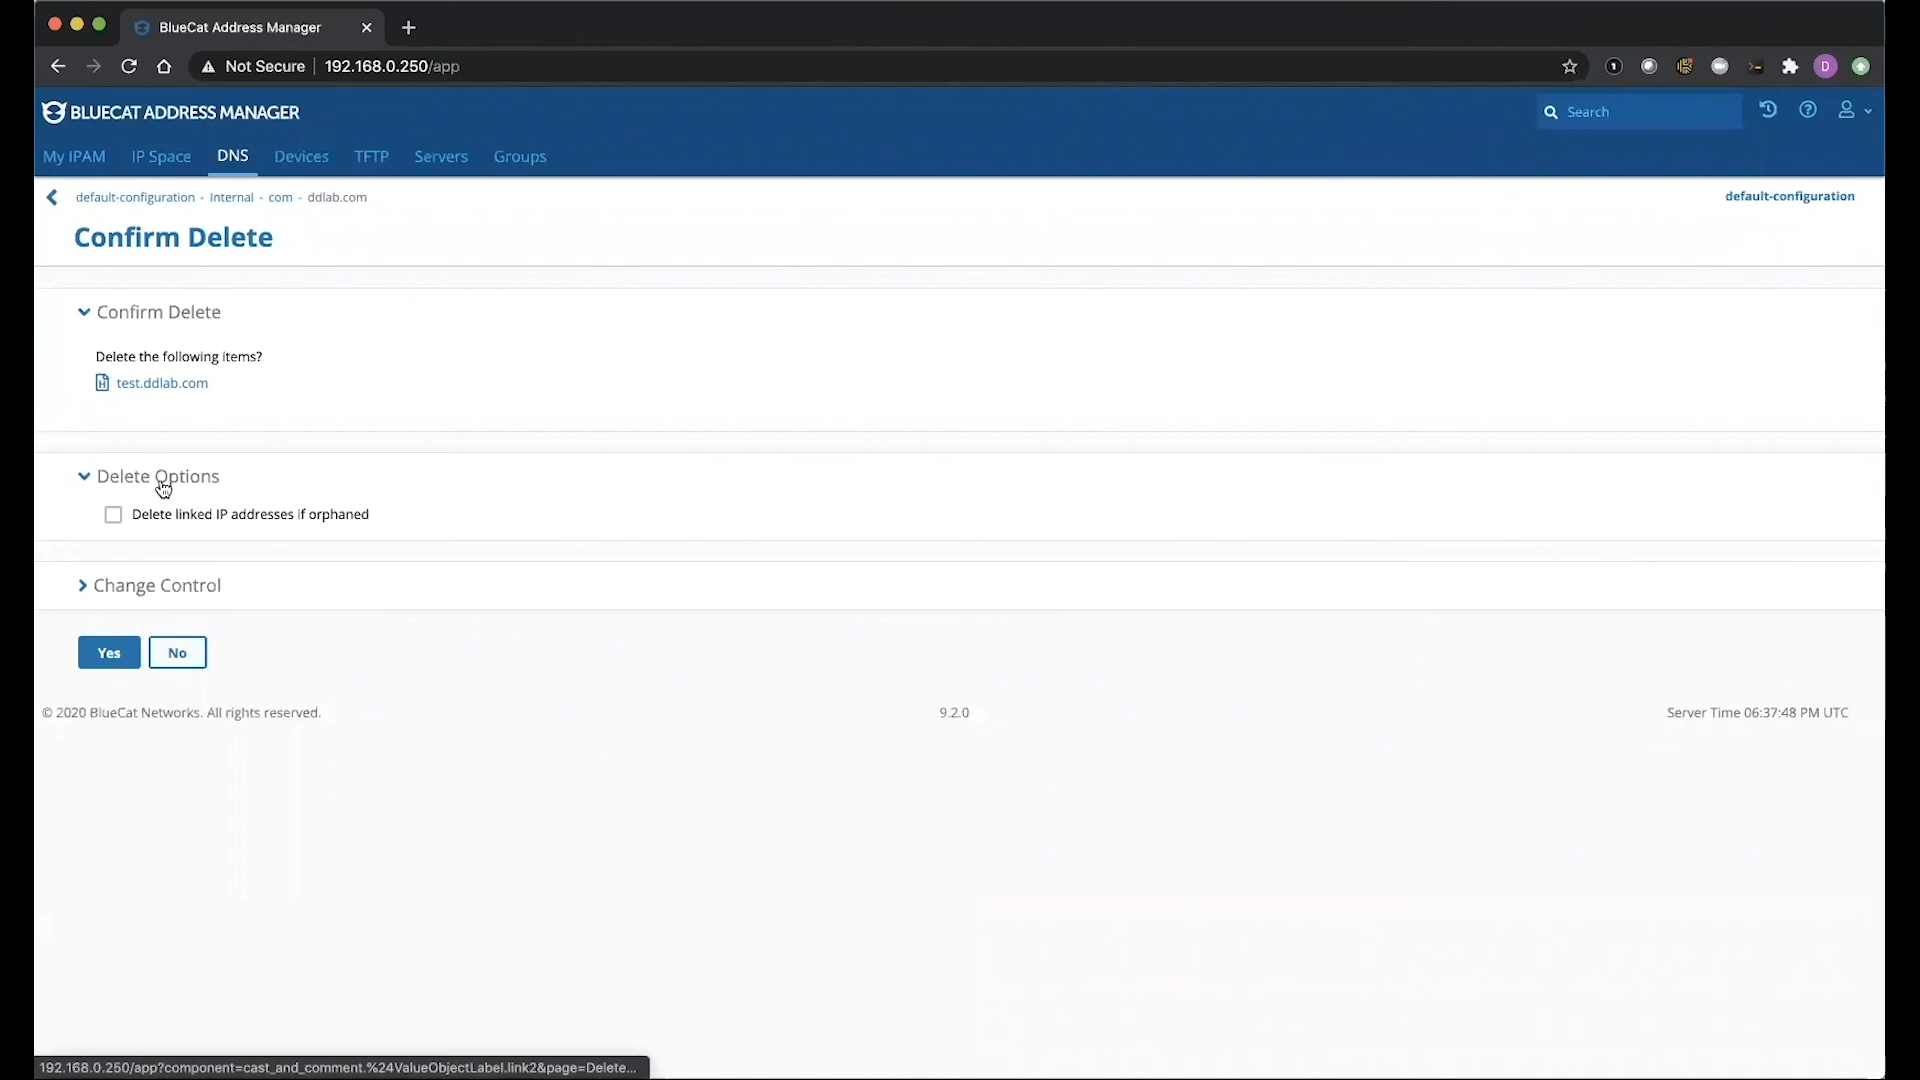 BlueCat Address Manager
Not Secure | 192.168.0.250/app
D
BLUECAT ADDRESS MANAGER
Search
My IPAM IP Space DNS Devices TFTP Servers Groups
default-configuration - Internal - com - ddlab.com
default-configuration
Confirm Delete
Confirm Delete
Delete the following items?
H test.ddlab.com
Delete Options
Delete linked IP addresses if orphaned
Change Control
Yes No
© 2020 BlueCat Networks. All rights reserved. 9.2.0 Server Time 06:37:48 PM UTC
192.168.0.250/app?component=cast_and_comment.%24ValueObjectLabel.link2&page=Delete...